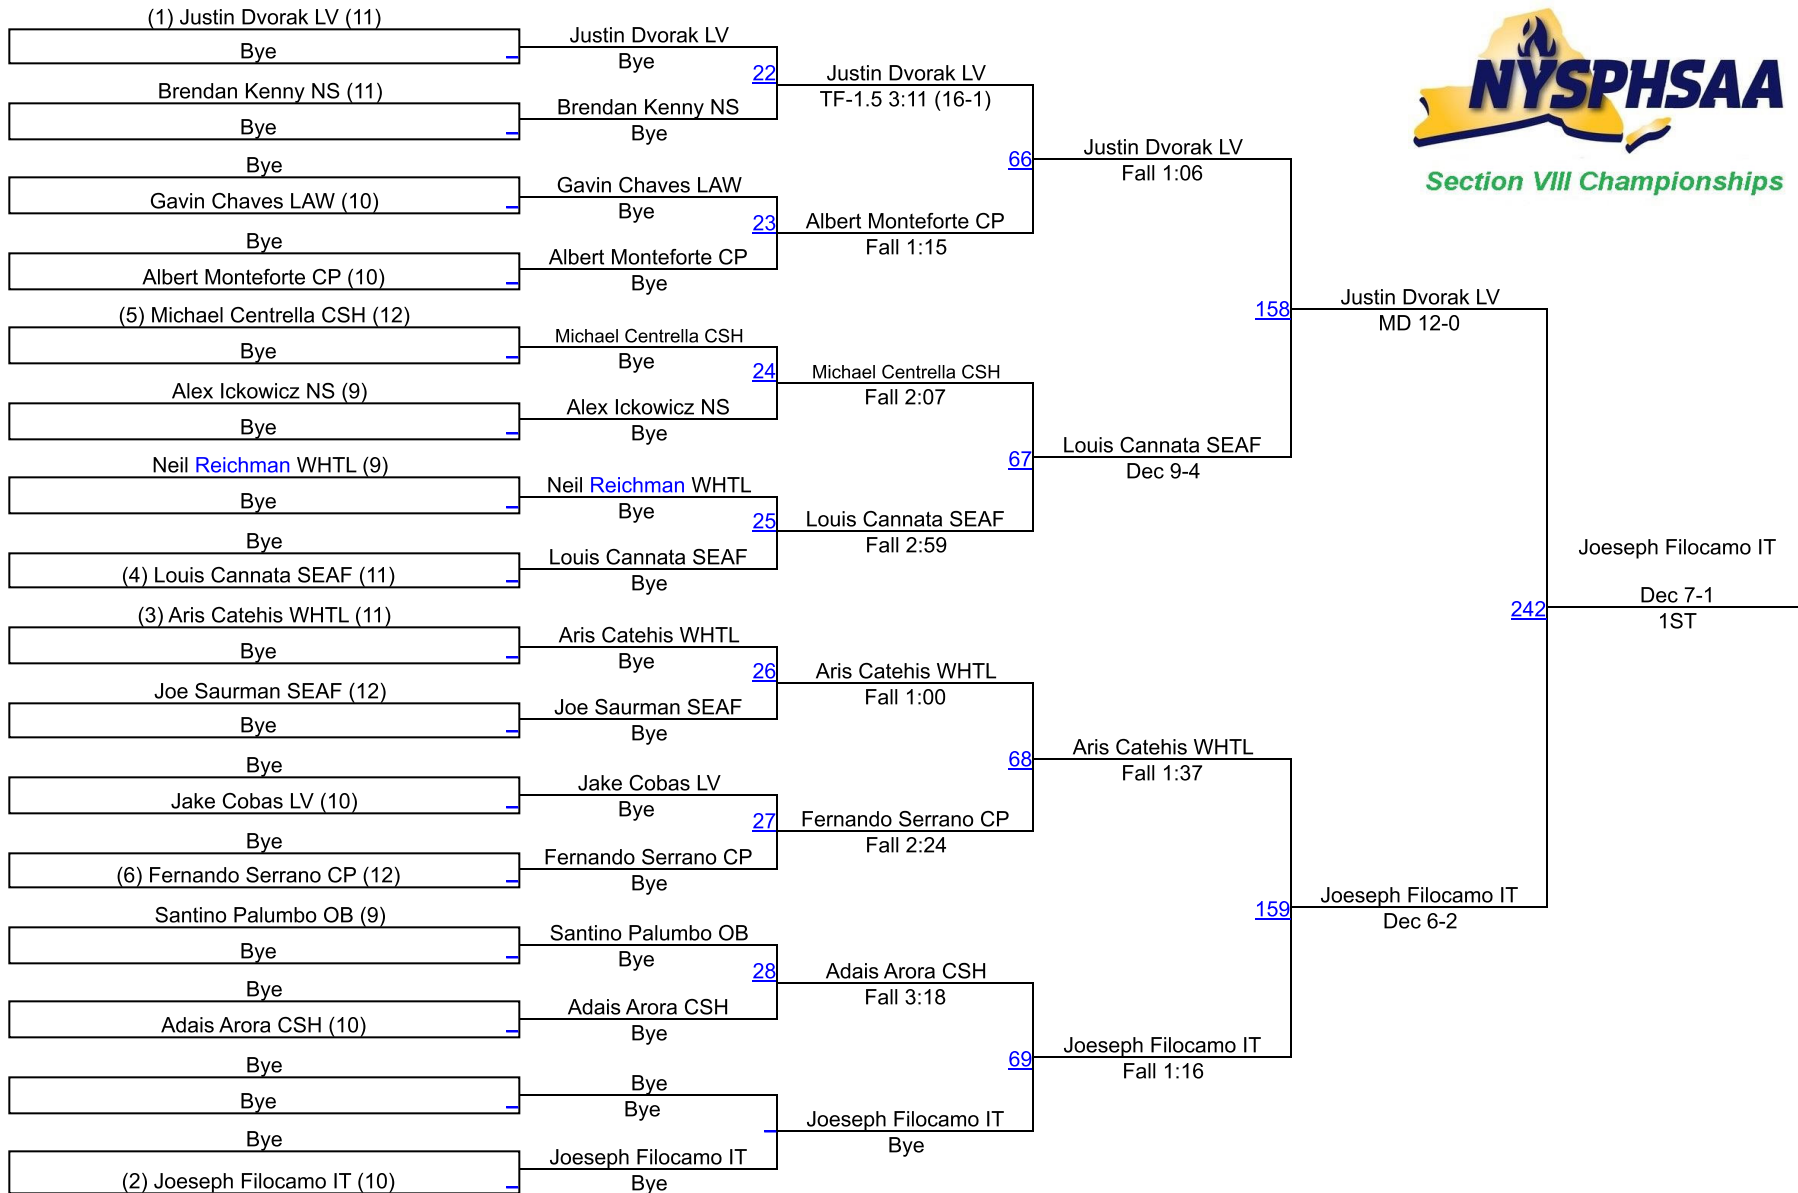 (1) Justin Dvorak LV (11)
Bye
Brendan Kenny NS (11)
Bye
Bye
Gavin Chaves LAW (10)
Bye
Albert Monteforte CP (10)
(5) Michael Centrella CSH (12)
Bye
Alex Ickowicz NS (9)
Bye
Neil Reichman WHTL (9)
Bye
Bye
(4) Louis Cannata SEAF (11)
(3) Aris Catehis WHTL (11)
Bye
Joe Saurman SEAF (12)
Bye
Bye
Jake Cobas LV (10)
Bye
(6) Fernando Serrano CP (12)
Santino Palumbo OB (9)
Bye
Bye
Adais Arora CSH (10)
Bye
Bye
Bye
(2) Joeseph Filocamo IT (10)
Justin Dvorak LV
Bye
22
Brendan Kenny NS
Bye
Gavin Chaves LAW
Bye
23
Albert Monteforte CP
Bye
Michael Centrella CSH
Bye
24
Alex Ickowicz NS
Bye
Neil Reichman WHTL
Bye
25
Louis Cannata SEAF
Bye
Aris Catehis WHTL
Bye
26
Joe Saurman SEAF
Bye
Jake Cobas LV
Bye
27
Fernando Serrano CP
Bye
Santino Palumbo OB
Bye
28
Adais Arora CSH
Bye
Bye
Bye
Joeseph Filocamo IT
Bye
Justin Dvorak LV
TF-1.5 3:11 (16-1)
66
Albert Monteforte CP
Fall 1:15
Michael Centrella CSH
Fall 2:07
67
Louis Cannata SEAF
Fall 2:59
Aris Catehis WHTL
Fall 1:00
68
Fernando Serrano CP
Fall 2:24
Adais Arora CSH
Fall 3:18
69
Joeseph Filocamo IT
Bye
Justin Dvorak LV
Fall 1:06
158
Louis Cannata SEAF
Dec 9-4
Aris Catehis WHTL
Fall 1:37
159
Joeseph Filocamo IT
Fall 1:16
Justin Dvorak LV
MD 12-0
242
Joeseph Filocamo IT
Dec 6-2
Joeseph Filocamo IT
Dec 7-1
1ST
NYSPHSAA
Section VIII Championships